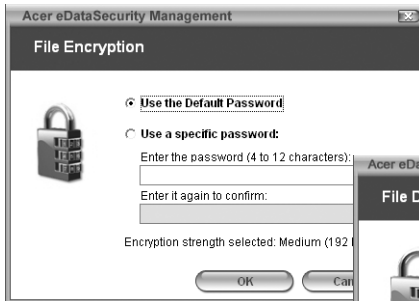 Acer eDataSecurity Management
File Encryption
Use the Default Password
Use a specific password:
Enter the password (4 to 12 characters):
Enter it again to confirm:
Encryption strength selected: Medium (192
OK
Can
Acer eDa
File D